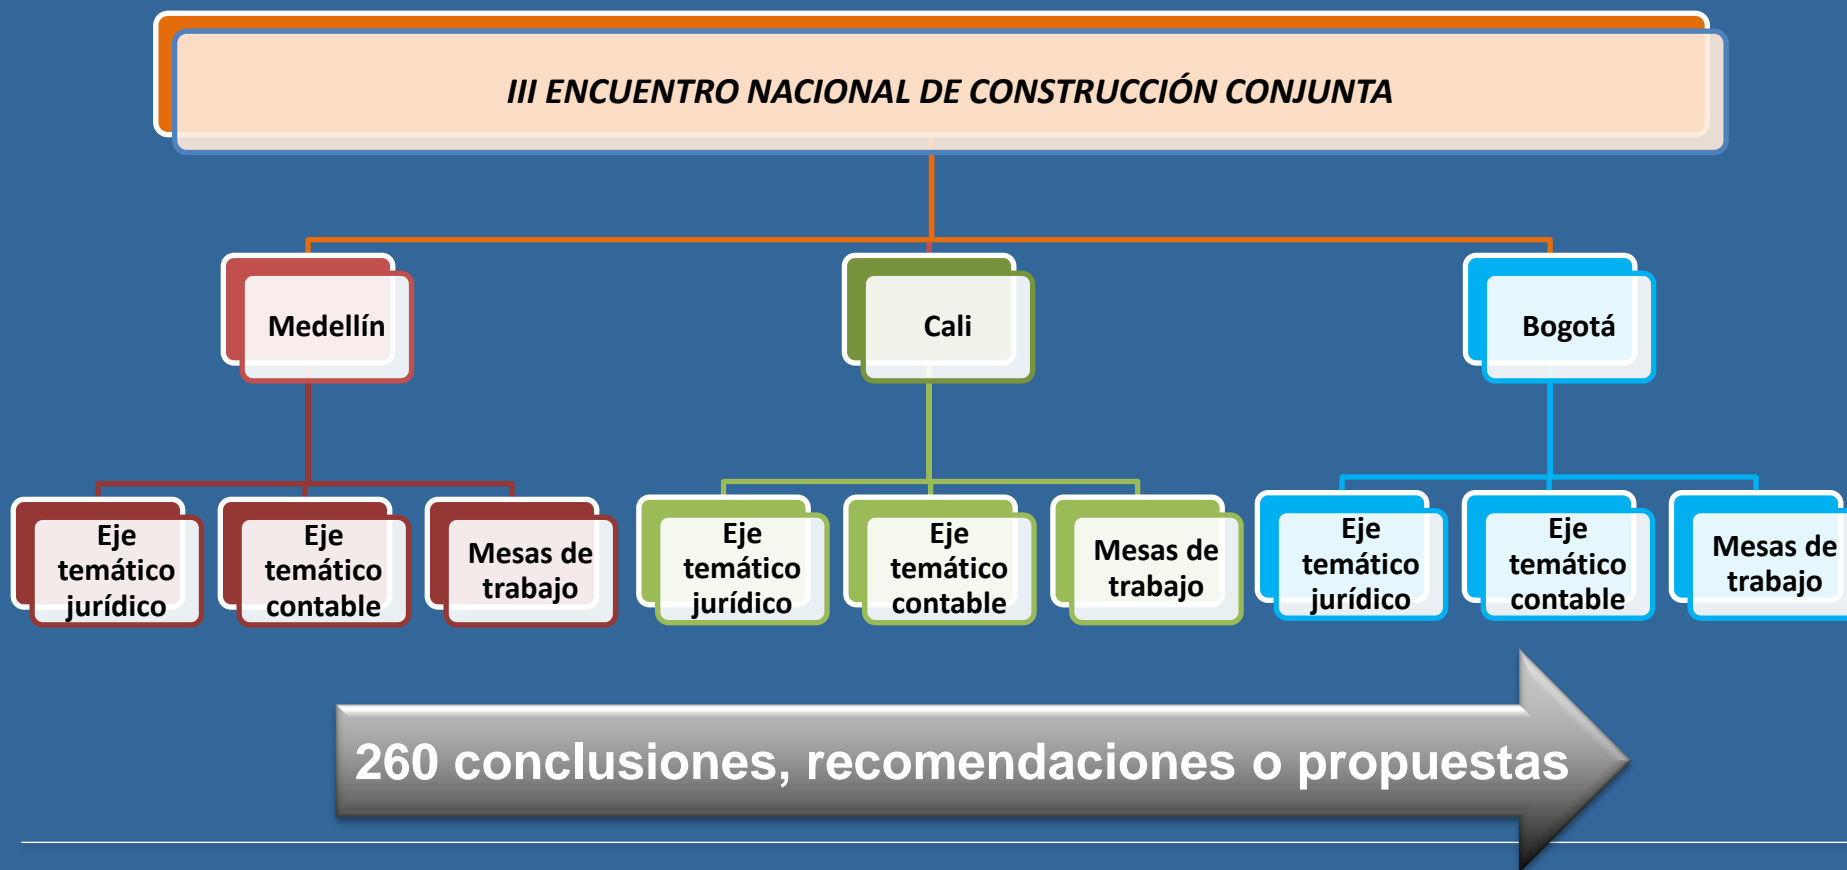 III ENCUENTRO NACIONAL DE CONSTRUCCIÓN CONJUNTA
Medellín
Cali
Bogotá
Eje
temático
jurídico
Eje
temático
contable
Mesas de
trabajo
Eje
temático
jurídico
Eje
temático
contable
Mesas de
trabajo
Eje
temático
jurídico
Eje
temático
contable
Mesas de
trabajo
260 conclusiones, recomendaciones o propuestas